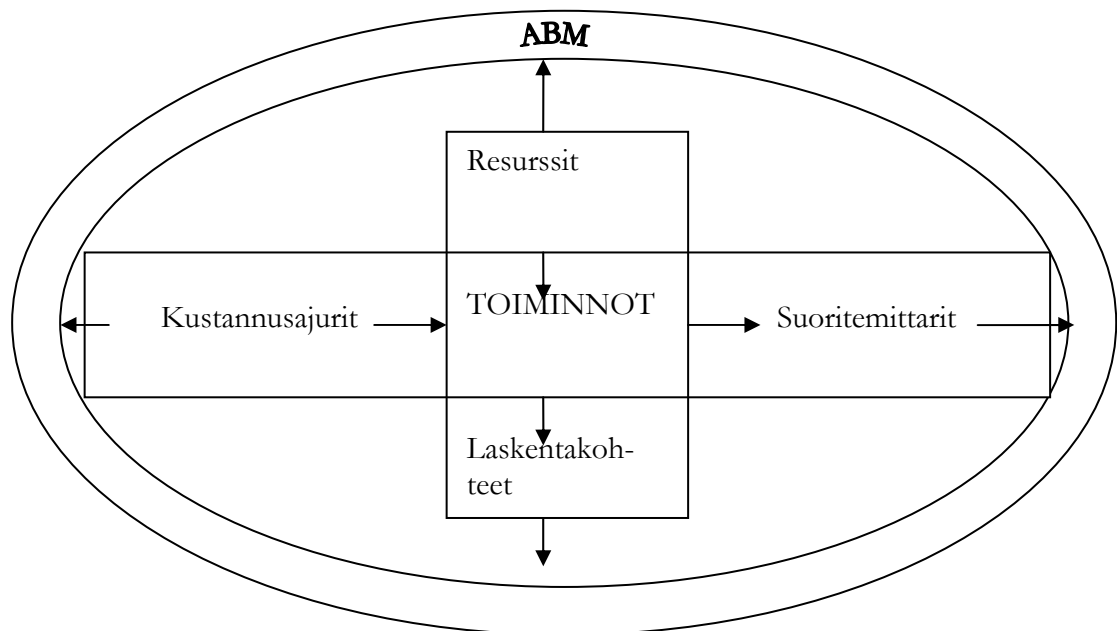 ABM
Resurssit
TOIMINNOT
Kustannusajurit
Suoritemittarit
Laskentakoh-
teet